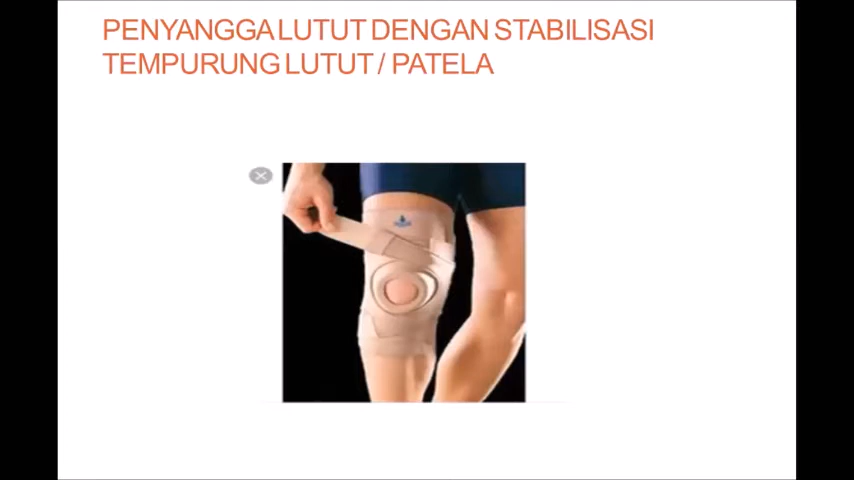 PENYANGGA LUTUT DENGAN STABILISASI
TEMPURUNG LUTUT / PATELA